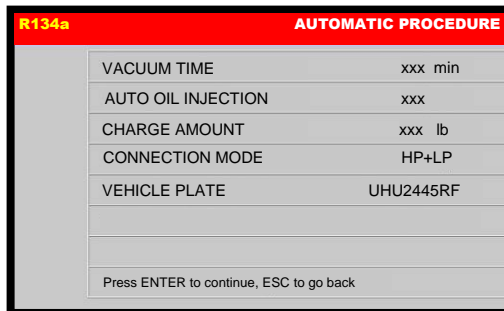 R134a AUTOMATIC PROCEDURE
VACUUM TIME xxx min
AUTO OIL INJECTION xxx
CHARGE AMOUNT xxx lb
CONNECTION MODE HP+LP
VEHICLE PLATE UHU2445RF
Press ENTER to continue, ESC to go back